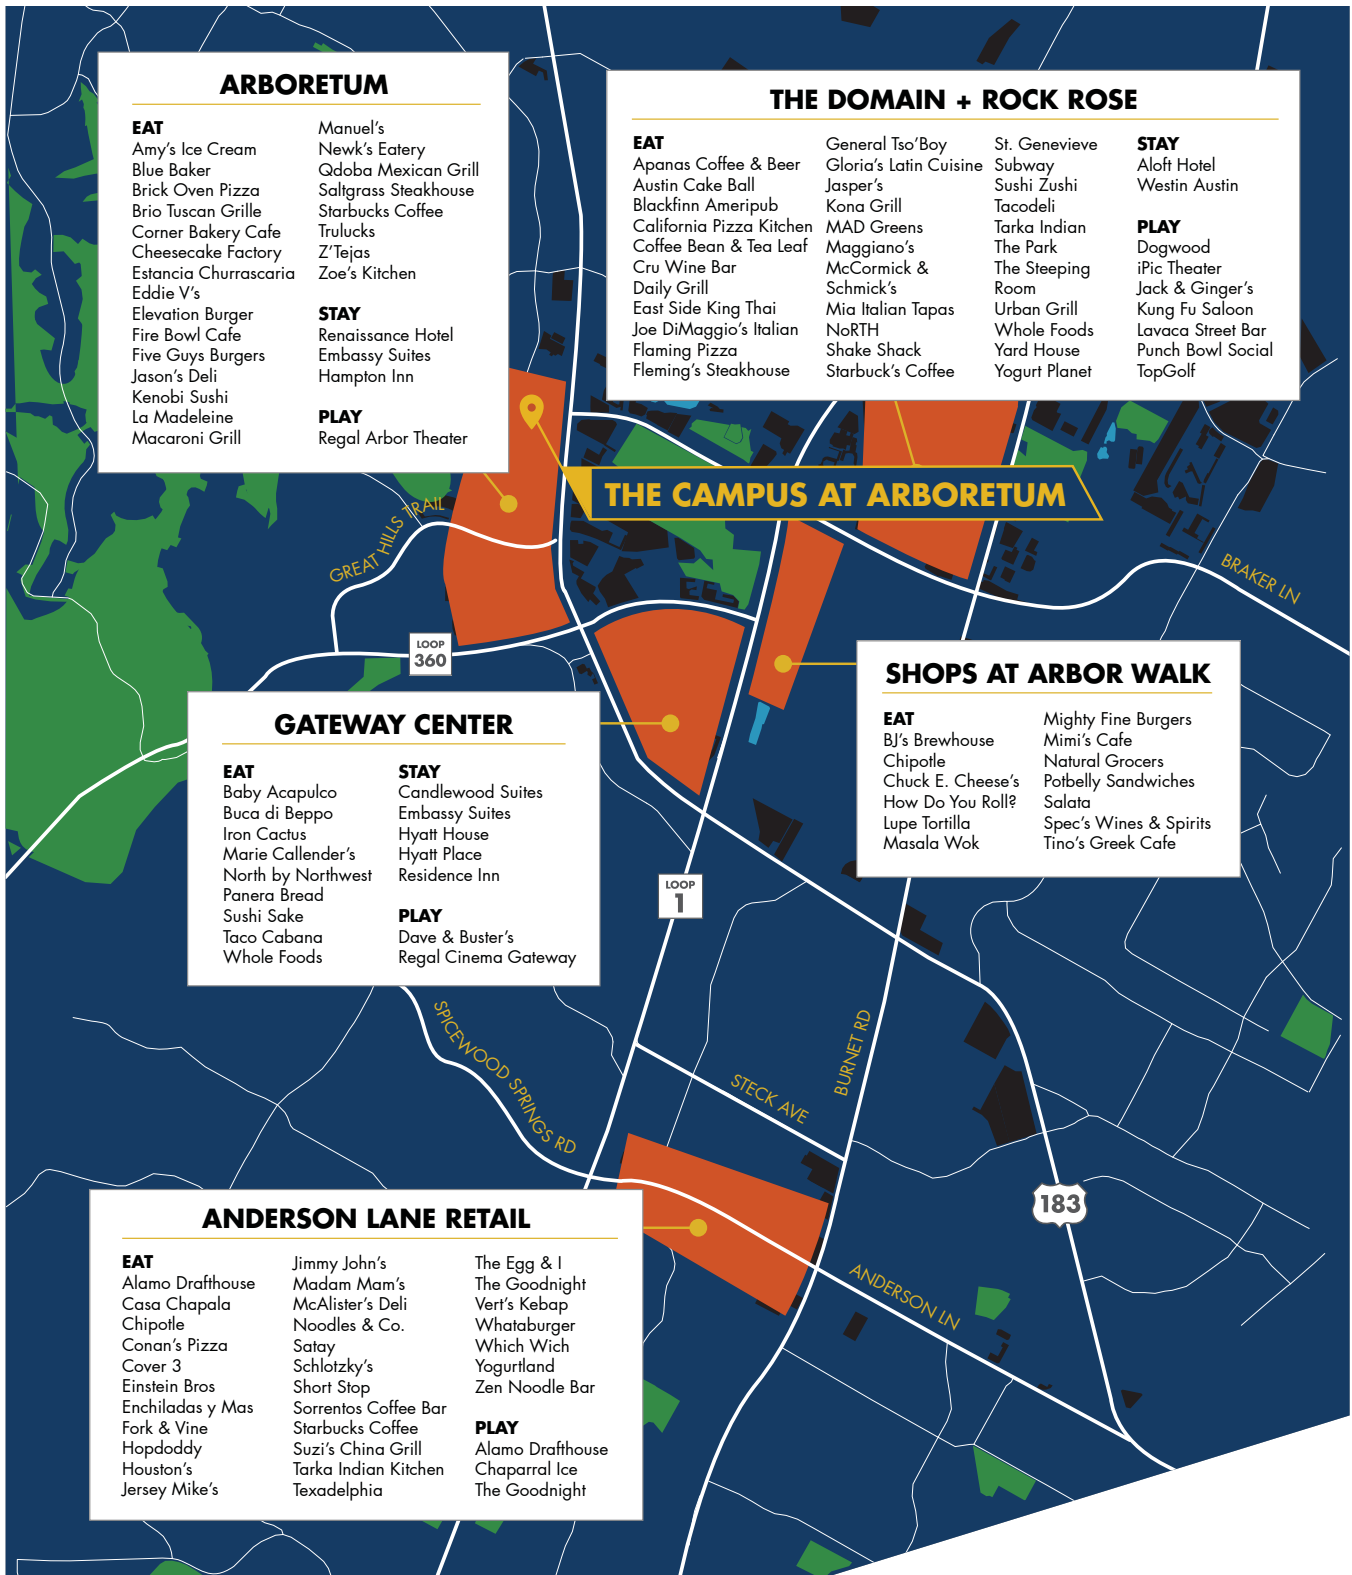 ARBORETUM
EAT
Amy's Ice Cream
Blue Baker
Brick Oven Pizza
Brio Tuscan Grille
Corner Bakery Cafe
Cheesecake Factory
Estancia Churrascaria
Eddie V's
Elevation Burger
Fire Bowl Cafe
Five Guys Burgers
Jason's Deli
Kenobi Sushi
La Madeleine
Macaroni Grill
Manuel's
Newk's Eatery
Qdoba Mexican Grill
Saltgrass Steakhouse
Starbucks Coffee
Trulucks
Z'Tejas
Zoe's Kitchen
STAY
Renaissance Hotel
Embassy Suites
Hampton Inn
PLAY
Regal Arbor Theater
THE DOMAIN + ROCK ROSE
EAT
Apanas Coffee & Beer
Austin Cake Ball
Blackfinn Ameripub
California Pizza Kitchen
Coffee Bean & Tea Leaf
Cru Wine Bar
Daily Grill
East Side King Thai
Joe DiMaggio's Italian
Flaming Pizza
Fleming's Steakhouse
General Tso'Boy
Gloria's Latin Cuisine
Jasper's
Kona Grill
MAD Greens
Maggiano's
McCormick &
Schmick's
Mia Italian Tapas
NoRTH
Shake Shack
Starbuck's Coffee
St. Genevieve
Subway
Sushi Zushi
Tacodeli
Tarka Indian
The Park
The Steeping
Room
Urban Grill
Whole Foods
Yard House
Yogurt Planet
STAY
Aloft Hotel
Westin Austin
PLAY
Dogwood
iPic Theater
Jack & Ginger's
Kung Fu Saloon
Lavaca Street Bar
Punch Bowl Social
TopGolf
THE CAMPUS AT ARBORETUM
GREAT HILLS TRAIL
BRAKER LN
LOOP
360
SHOPS AT ARBOR WALK
EAT
BJ's Brewhouse
Chipotle
Chuck E. Cheese's
How Do You Roll?
Lupe Tortilla
Masala Wok
Mighty Fine Burgers
Mimi's Cafe
Natural Grocers
Potbelly Sandwiches
Salata
Spec's Wines & Spirits
Tino's Greek Cafe
GATEWAY CENTER
EAT
Baby Acapulco
Buca di Beppo
Iron Cactus
Marie Callender's
North by Northwest
Panera Bread
Sushi Sake
Taco Cabana
Whole Foods
STAY
Candlewood Suites
Embassy Suites
Hyatt House
Hyatt Place
Residence Inn
PLAY
Dave & Buster's
Regal Cinema Gateway
LOOP
1
SPICEWOOD SPRINGS RD
STECK AVE
BURNET RD
183
ANDERSON LN
ANDERSON LANE RETAIL
EAT
Alamo Drafthouse
Casa Chapala
Chipotle
Conan's Pizza
Cover 3
Einstein Bros
Enchiladas y Mas
Fork & Vine
Hopdoddy
Houston's
Jersey Mike's
Jimmy John's
Madam Mam's
McAlister's Deli
Noodles & Co.
Satay
Schlotzky's
Short Stop
Sorrentos Coffee Bar
Starbucks Coffee
Suzi's China Grill
Tarka Indian Kitchen
Texadelphia
The Egg & I
The Goodnight
Vert's Kebap
Whataburger
Which Wich
Yogurtland
Zen Noodle Bar
PLAY
Alamo Drafthouse
Chaparral Ice
The Goodnight